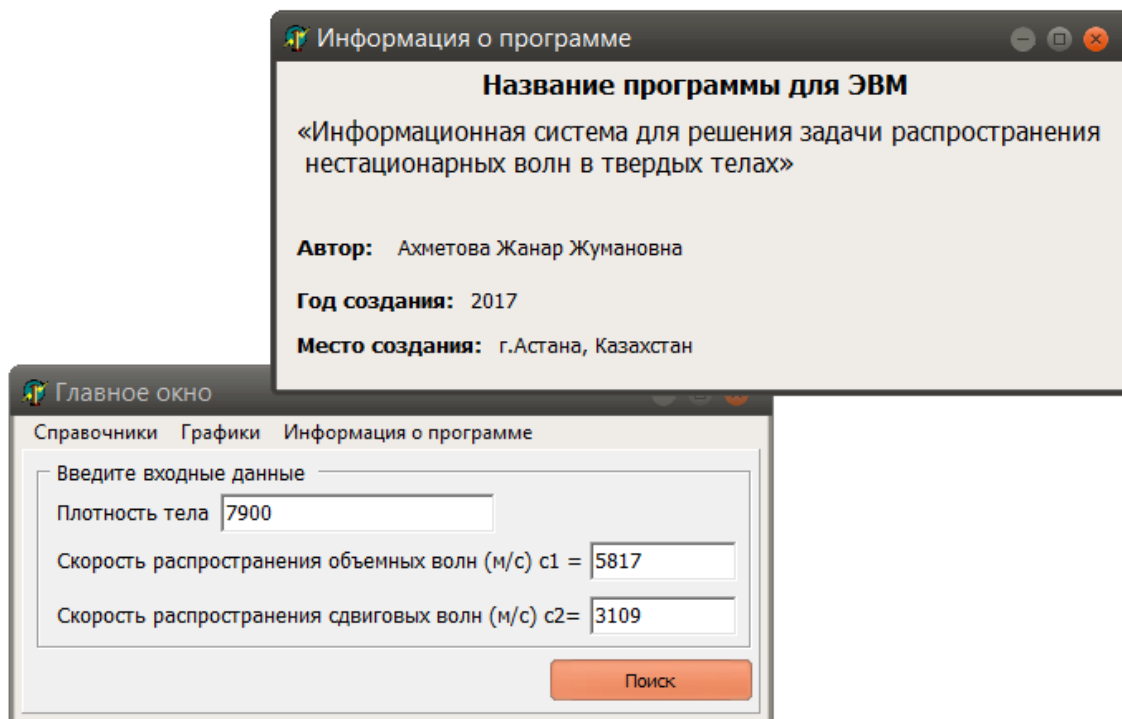 Информация о программе
Название программы для ЭВМ
«Информационная система для решения задачи распространения
нестационарных волн в твердых телах»
Автор: Ахметова Жанар Жумановна
Год создания: 2017
Место создания: г.Астана, Казахстан
Главное окно
Справочники Графики Информация о программе
Введите входные данные
Плотность тела 7900
Скорость распространения объемных волн (м/с) c1 = 5817
Скорость распространения сдвиговых волн (м/с) c2= 3109
Поиск